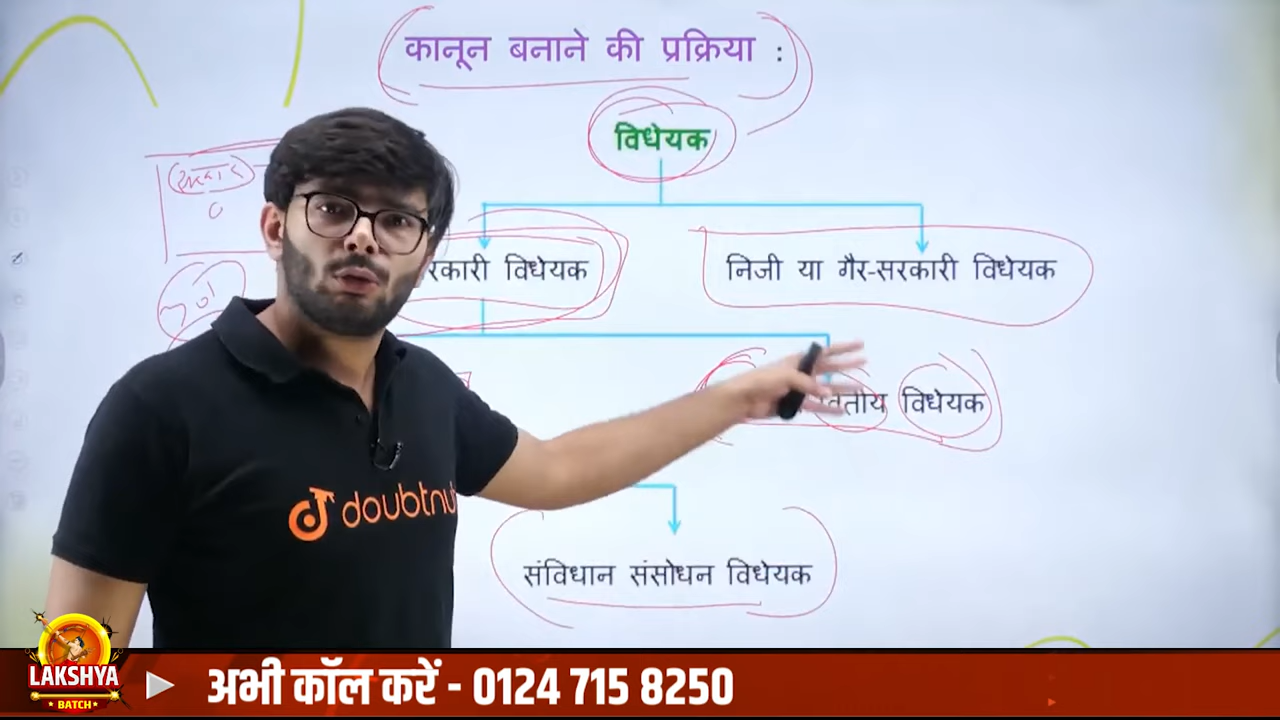 कानून बनाने की प्रक्रिया :
विधेयक
रकारी विधेयक
निजी या गैर-सरकारी विधेयक
विधेयक
संविधान संसोधन विधेयक
doubtnu
LAKSHYA
BATCH
अभी कॉल करें - 0124 715 8250